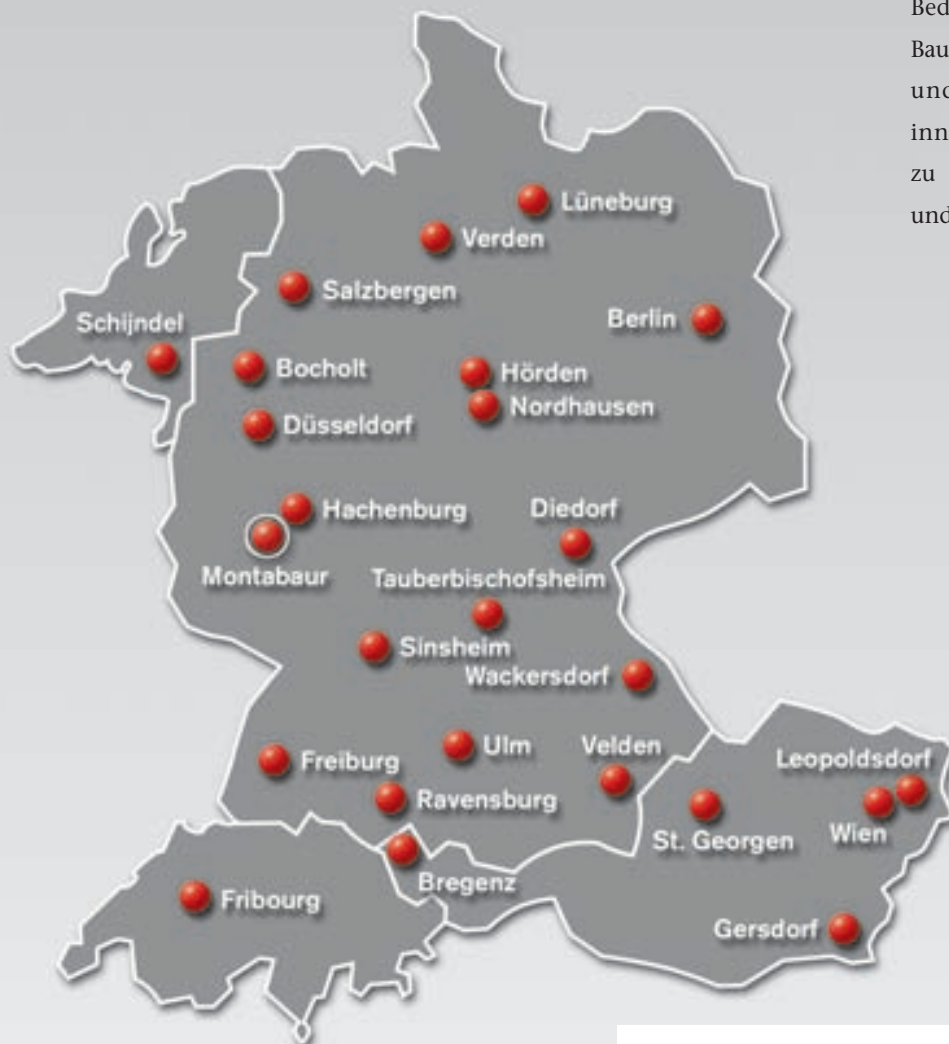 Bed
Bau
und
inn
zu
und
Lüneburg
Verden
Salzbergen
Schijndel
Berlin
Bocholt
Hörden
Nordhausen
Düsseldorf
Hachenburg
Diedorf
Montabaur
Tauberbischofsheim
Sinsheim
Wackersdorf
Ulm
Velden
Freiburg
Leopoldsdorf
Ravensburg
St. Georgen
Wien
Bregenz
Fribourg
Gersdorf